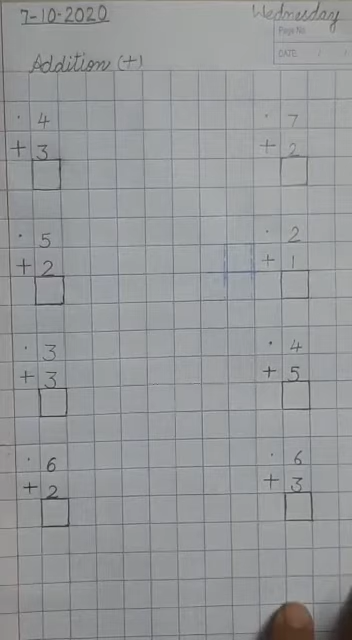 7-10-2020 Wednesday
Page No
DATE: / /
Addition (+)
· 4 · 7
+ 3 + 2
· 5 · 2
+ 2 + 1
· 3 · 4
+ 3 + 5
· 6 · 6
+ 2 + 3